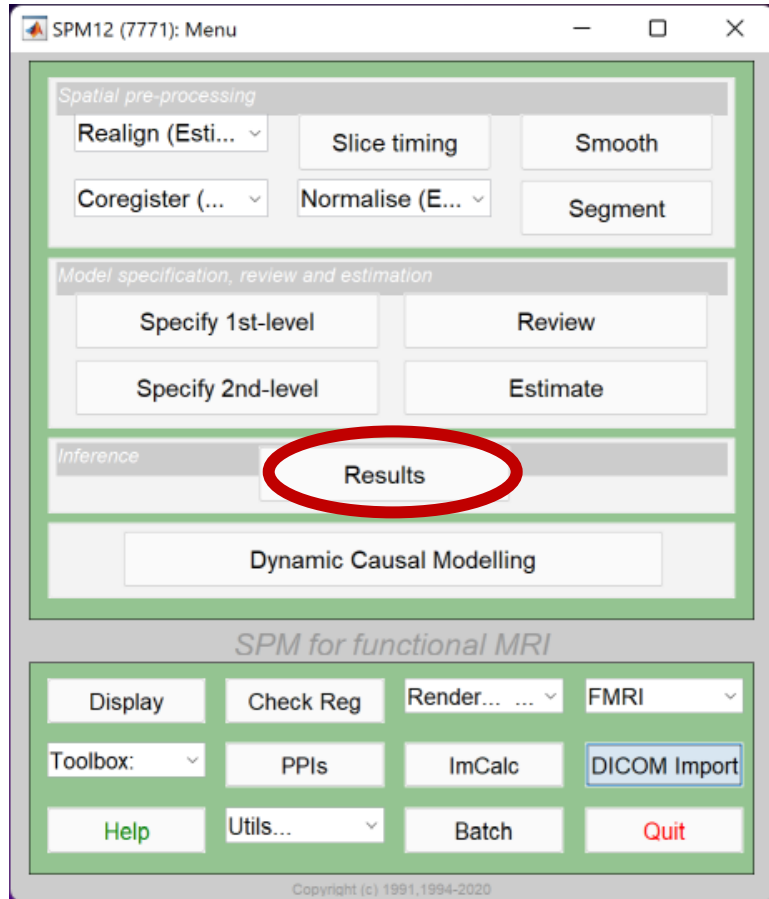 SPM12 (7771): Menu
Spatial pre-processing
Realign (Esti...
Slice timing
Smooth
Coregister (...
Normalise (E...
Segment
Model specification, review and estimation
Specify 1st-level
Review
Specify 2nd-level
Estimate
Inference
Results
Dynamic Causal Modelling
SPM for functional MRI
Display
Check Reg
Render... ...
FMRI
Toolbox:
PPIs
ImCalc
DICOM Import
Help
Utils...
Batch
Quit
Copyright (c) 1991,1994-2020